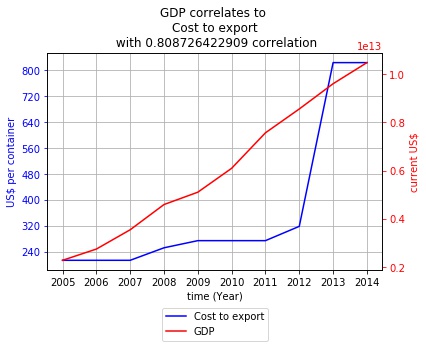 GDP correlates to
Cost to export
with 0.808726422909 correlation
1e13
800
720
640
560
480
400
320
240
US$ per container
1.0
0.8
0.6
0.4
0.2
current US$
2005 2006 2007 2008 2009 2010 2011 2012 2013 2014
time (Year)
Cost to export
GDP